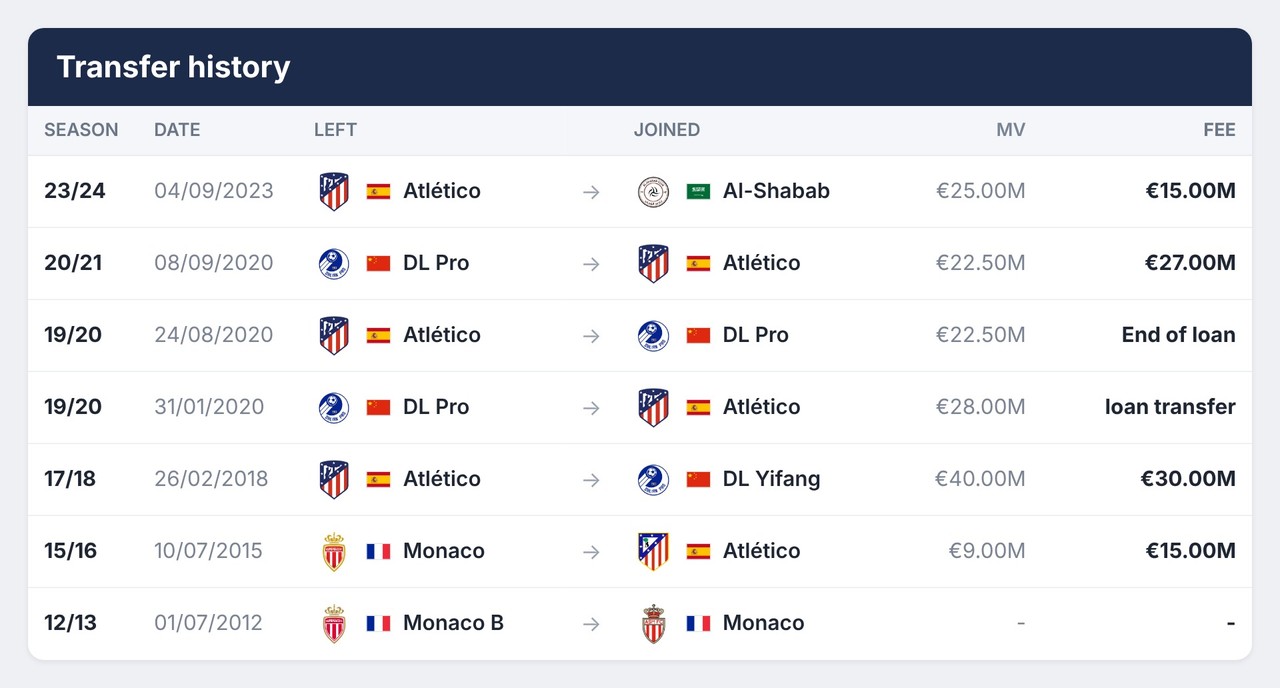 Transfer history
SEASON DATE LEFT JOINED MV FEE
23/24 04/09/2023 Atlético → Al-Shabab €25.00M €15.00M
20/21 08/09/2020 DL Pro → Atlético €22.50M €27.00M
19/20 24/08/2020 Atlético → DL Pro €22.50M End of loan
19/20 31/01/2020 DL Pro → Atlético €28.00M loan transfer
17/18 26/02/2018 Atlético → DL Yifang €40.00M €30.00M
15/16 10/07/2015 Monaco → Atlético €9.00M €15.00M
12/13 01/07/2012 Monaco B → Monaco - -